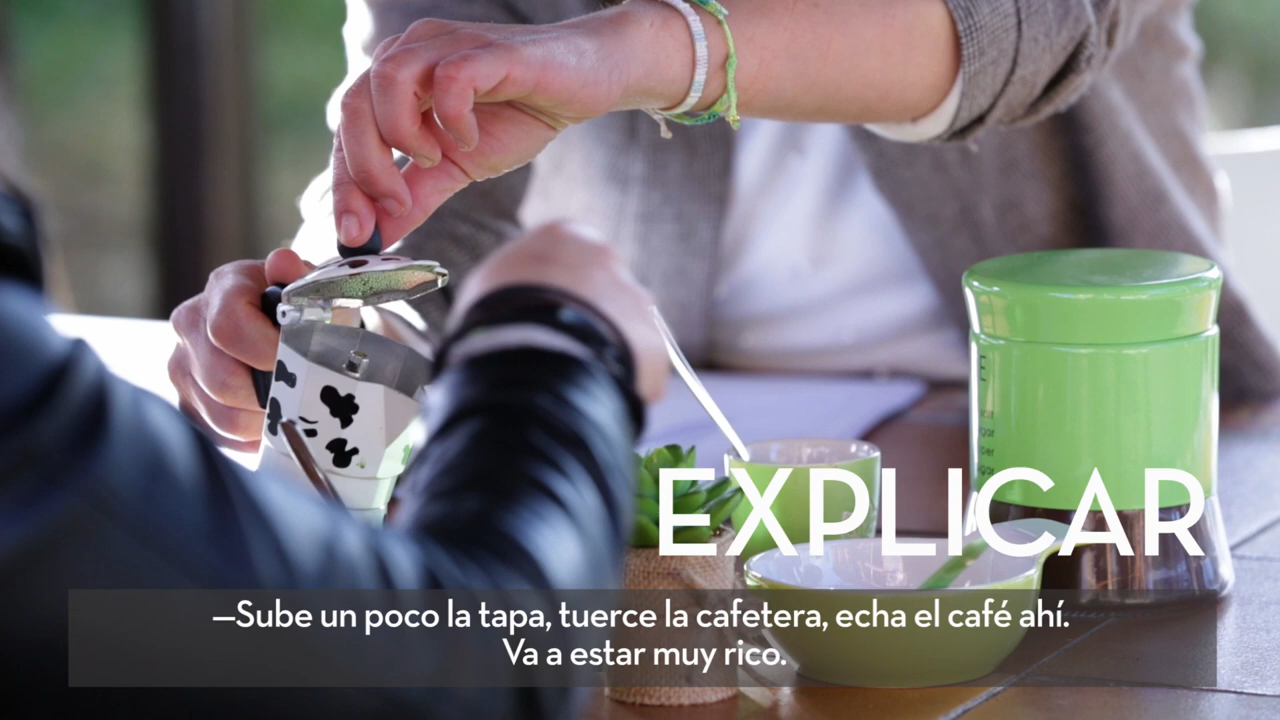 EXPLICAR
—Sube un poco la tapa, tuerce la cafetera, echa el café ahí.
Va a estar muy rico.